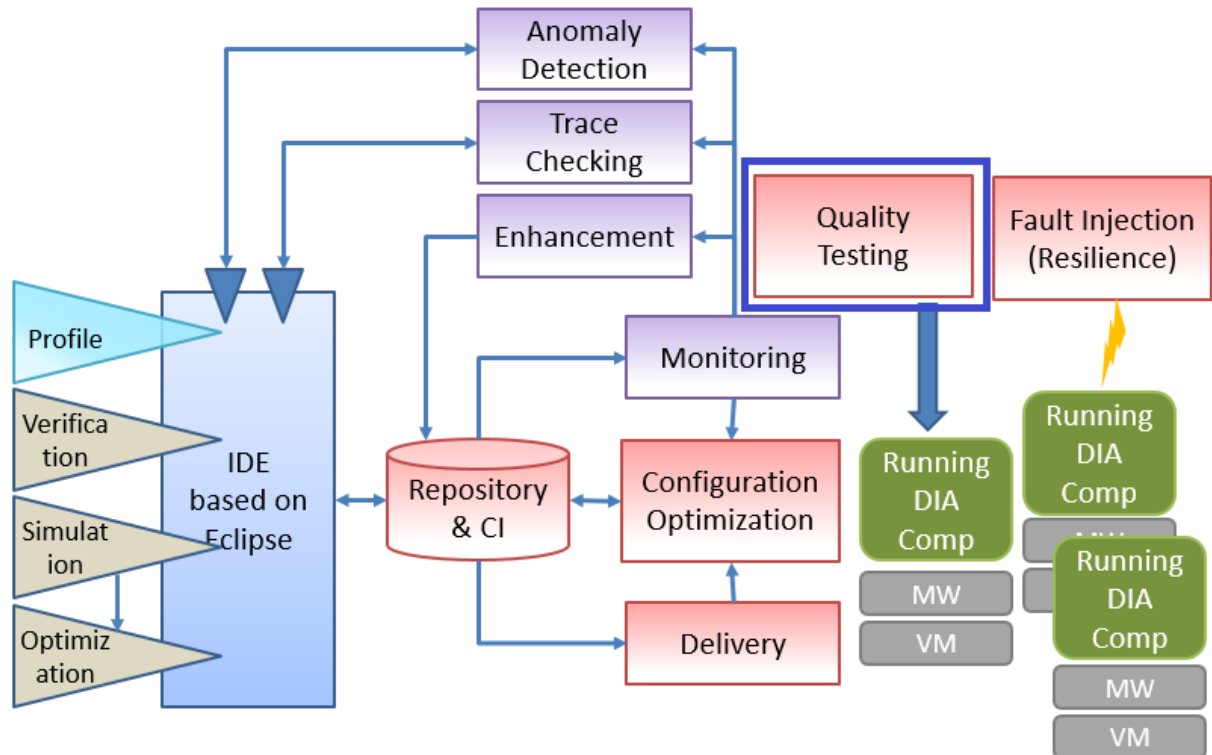 Anomaly
Detection
Trace
Checking
Enhancement
Quality
Testing
Fault Injection
(Resilience)
Profile
Monitoring
Verifica
tion
IDE
based on
Eclipse
Repository
& CI
Configuration
Optimization
Running
DIA
Comp
Running
DIA
Comp
Simulat
ion
MW
MW
Running
DIA
Comp
Optimiz
ation
Delivery
VM
MW
VM